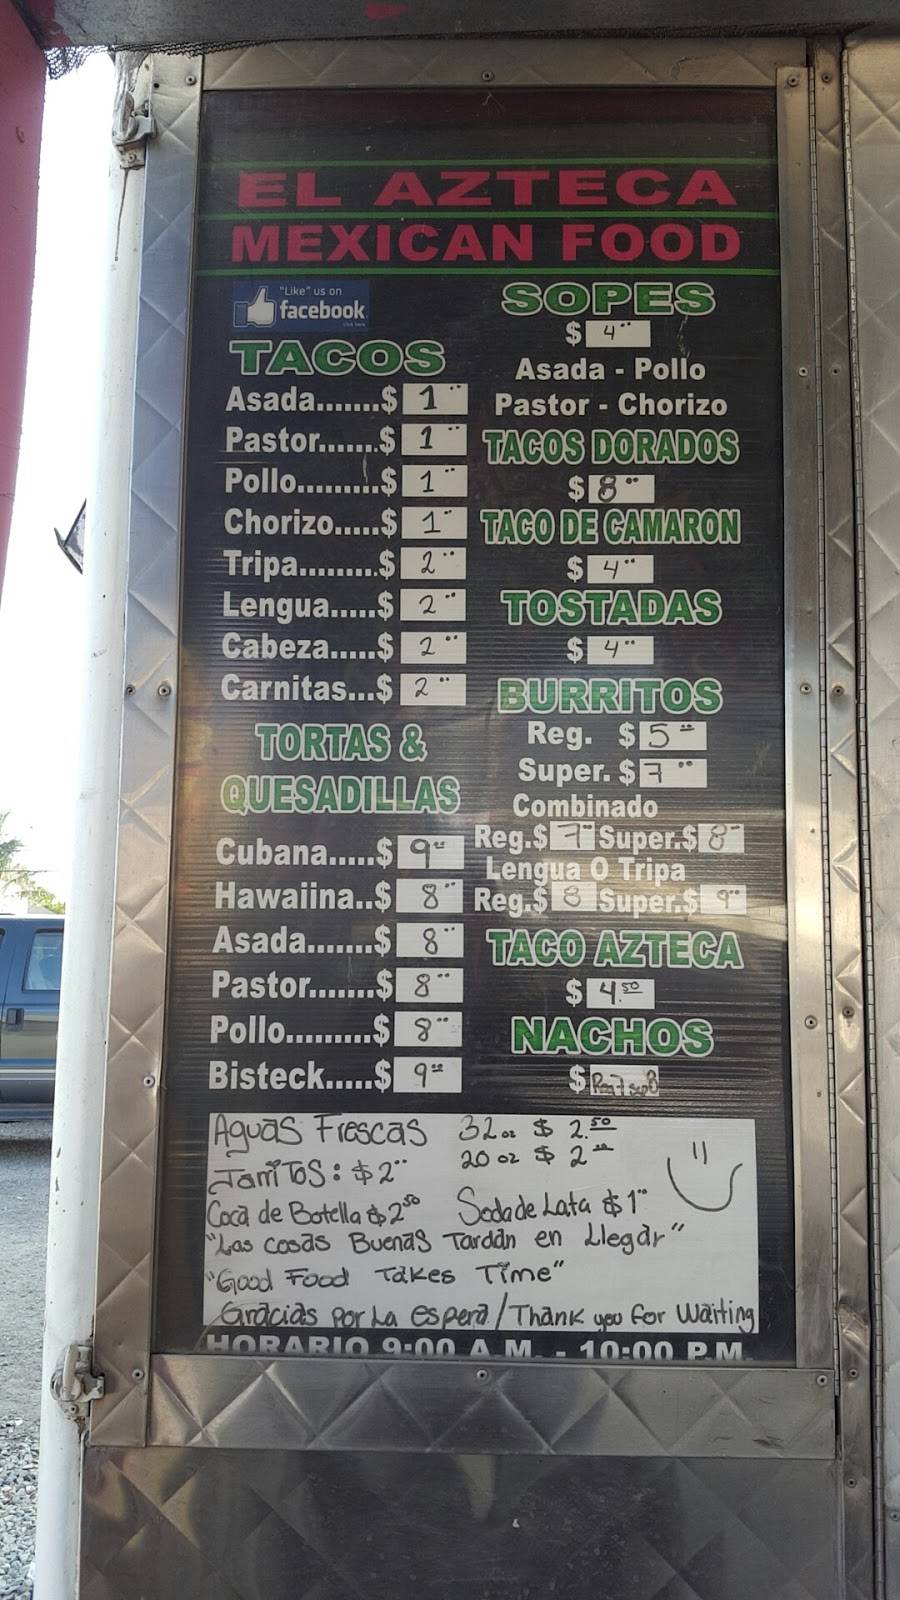 EL AZTECA
MEXICAN FOOD
"Like" us on
facebook
TACOS
Asada.......$ 1°°
Pastor.......$ 1°°
Pollo.........$ 1°°
Chorizo.....$ 1°°
Tripa.........$ 2°°
Lengua.....$ 2°°
Cabeza.....$ 2°°
Carnitas...$ 2°°
TORTAS &
QUESADILLAS
Cubana.....$ 9°°
Hawaiina..$ 8°°
Asada.......$ 8°°
Pastor.......$ 8°°
Pollo.........$ 8°°
Bisteck.....$ 9°°
SOPES
$ 4°°
Asada - Pollo
Pastor - Chorizo
TACOS DORADOS
$ 8°°
TACO DE CAMARON
$ 4°°
TOSTADAS
$ 4°°
BURRITOS
Reg. $ 5°°
Super. $ 7°°
Combinado
Reg.$ 7°° Super.$ 8°°
Lengua O Tripa
Reg.$ 8 Super.$ 9°°
TACO AZTECA
$ 4.50
NACHOS
$ Reg 7 sup 8
Aguas Frescas 32 oz $ 2.50
20 oz $ 2°°
Jarritos: $ 2°°
Coca de Botella $ 2.50 Soda de Lata $ 1°°
"Las cosas Buenas Tardan en Llegar"
"Good Food Takes Time"
Gracias por La espera / Thank you for Waiting
HORARIO 9:00 A.M. - 10:00 P.M.